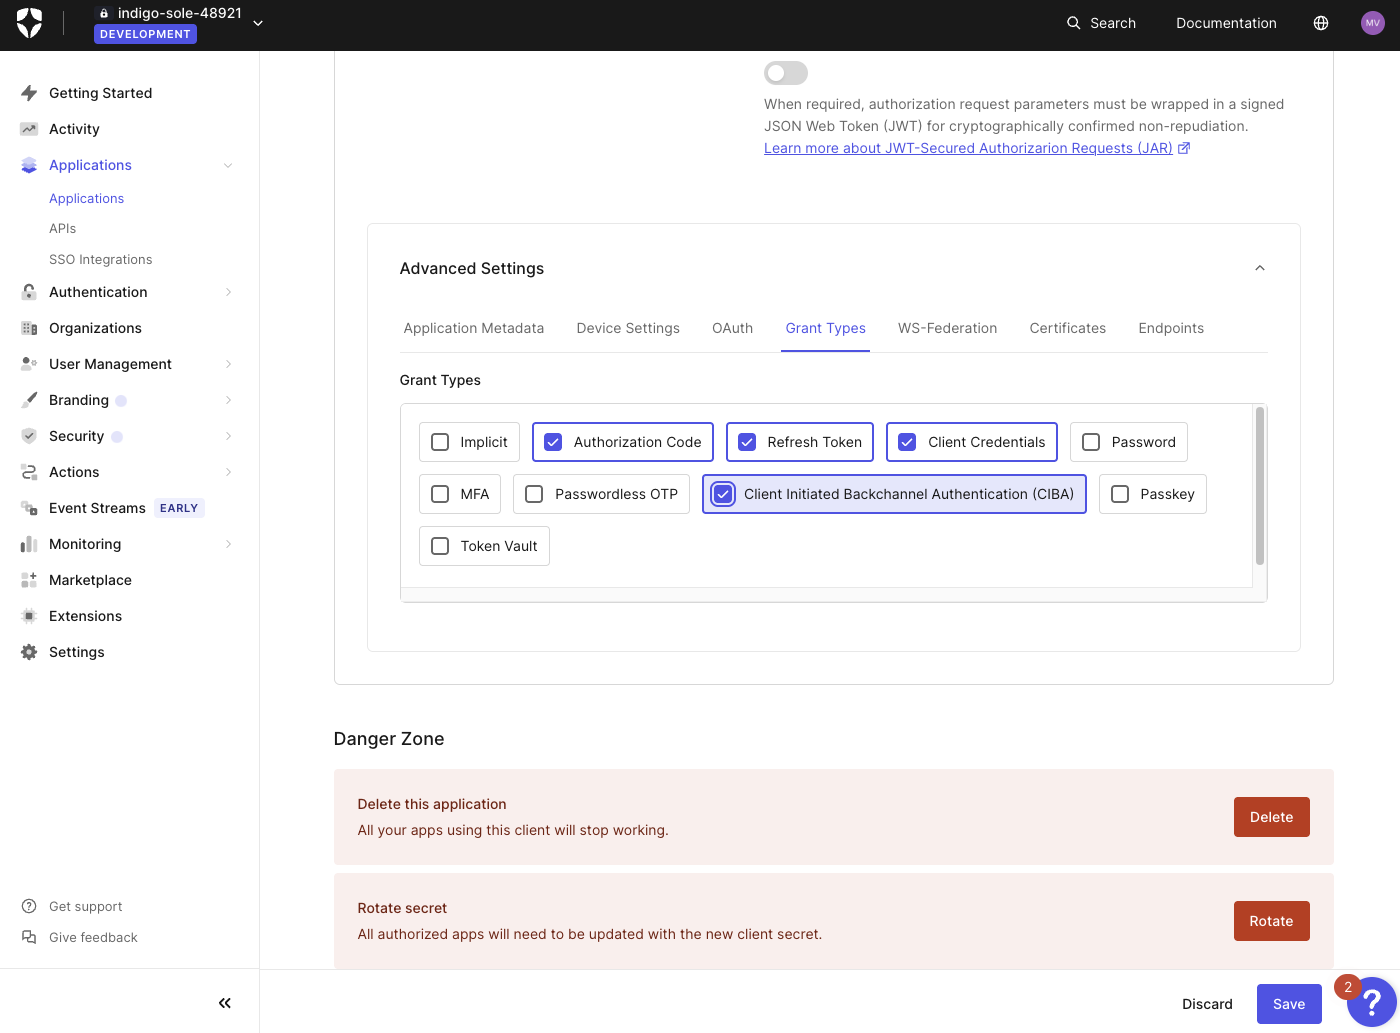 indigo-sole-48921
DEVELOPMENT
Search
Documentation
MV
Getting Started
Activity
Applications
Applications
APIs
SSO Integrations
Authentication
Organizations
User Management
Branding
Security
Actions
Event Streams EARLY
Monitoring
Marketplace
Extensions
Settings
Get support
Give feedback
When required, authorization request parameters must be wrapped in a signed
JSON Web Token (JWT) for cryptographically confirmed non-repudiation.
Learn more about JWT-Secured Authorizarion Requests (JAR)
Advanced Settings
Application Metadata
Device Settings
OAuth
Grant Types
WS-Federation
Certificates
Endpoints
Grant Types
Implicit
Authorization Code
Refresh Token
Client Credentials
Password
MFA
Passwordless OTP
Client Initiated Backchannel Authentication (CIBA)
Passkey
Token Vault
Danger Zone
Delete this application
All your apps using this client will stop working.
Delete
Rotate secret
All authorized apps will need to be updated with the new client secret.
Rotate
Discard
Save
2
?